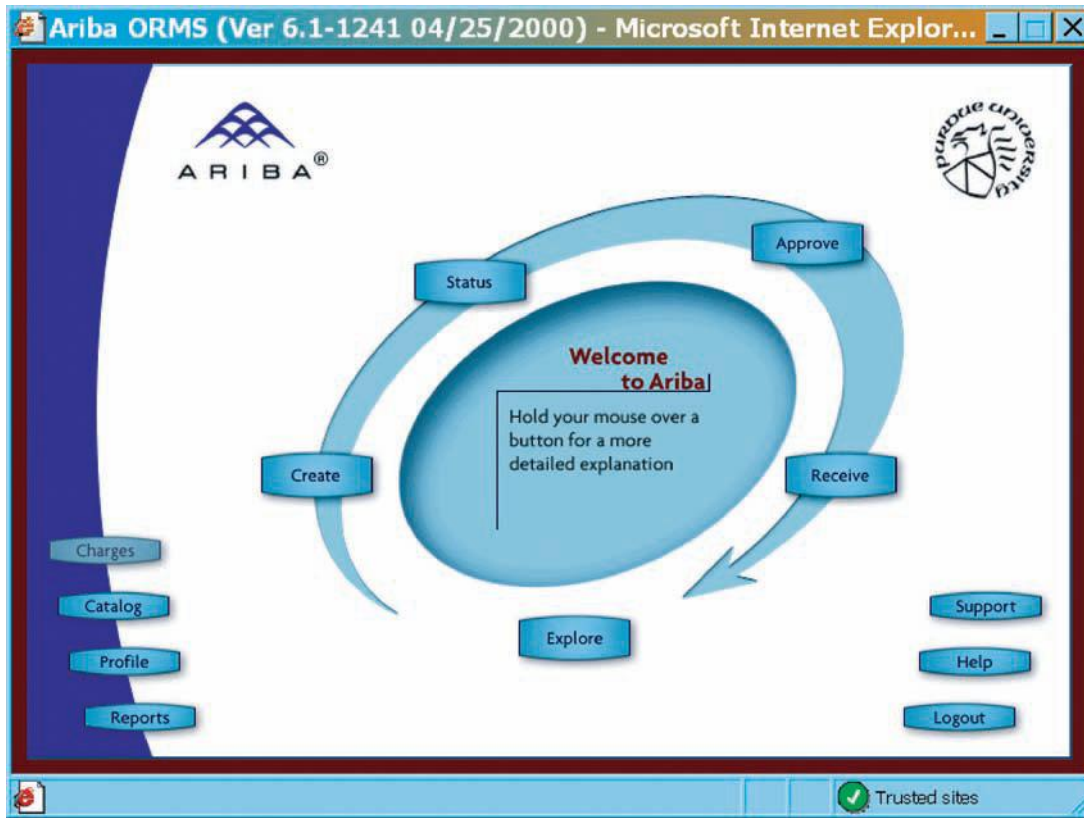 Ariba ORMS (Ver 6.1-1241 04/25/2000) - Microsoft Internet Explor...
ARIBA®
PURDUE UNIVERSITY
Approve
Status
Welcome
to Ariba
Hold your mouse over a
button for a more
detailed explanation
Create
Receive
Charges
Catalog
Support
Explore
Profile
Help
Reports
Logout
Trusted sites